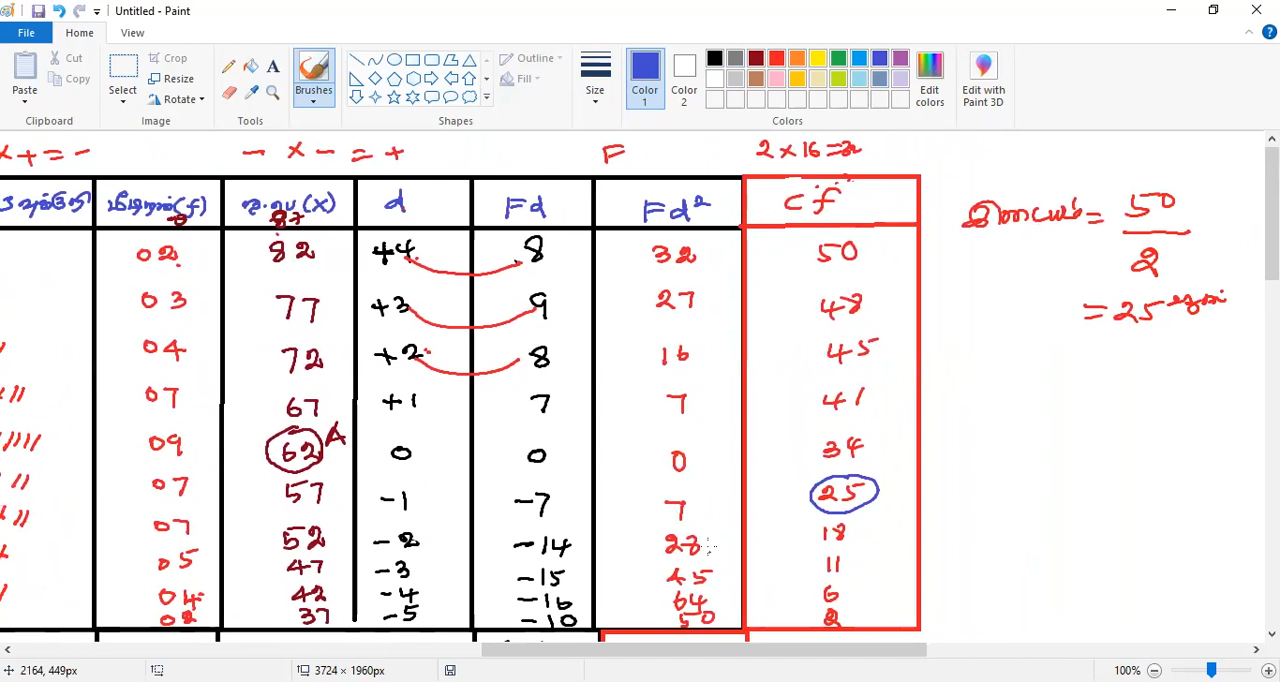 Untitled - Paint
File Home View
Paste Cut Copy
Select Crop Resize Rotate
Brushes
Outline Fill
Size
Color 1 Color 2
Edit colors
Edit with Paint 3D
Clipboard Image Tools Shapes Colors
x + = -
- x - = +
F
2 x 16 = 32
(f) (X) d Fd Fd² cf
87
02 82 +4 8 32 50
03 77 +3 9 27 48
04 72 +2 8 16 45
07 67 +1 7 7 41
09 62 A 0 0 0 34
07 57 -1 -7 7 25
07 52 -2 -14 28 18
05 47 -3 -15 45 11
04 42 -4 -16 64 6
02 37 -5 -10 50 2
= 50
2
= 25
2164, 449px
3724 × 1960px
100%